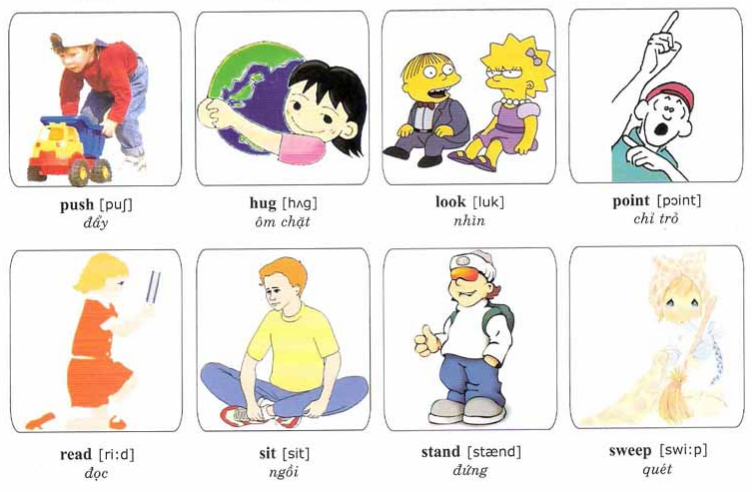 push [puʃ]
đẩy
hug [hʌg]
ôm chặt
look [luk]
nhìn
point [pɔint]
chỉ trỏ
read [ri:d]
đọc
sit [sit]
ngồi
stand [stænd]
đứng
sweep [swi:p]
quét